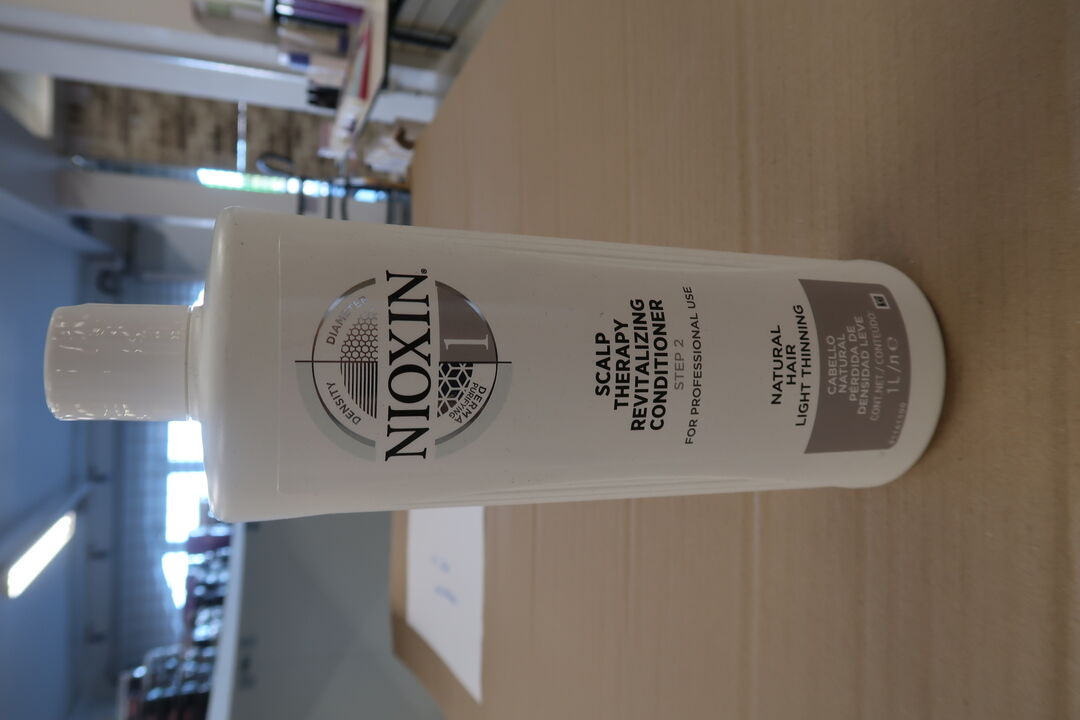 DIAMETER
DENSITY
NIOXIN®
1
DERMA
PURIFYING
SCALP
THERAPY
REVITALIZING
CONDITIONER
STEP 2
FOR PROFESSIONAL USE
NATURAL
HAIR
LIGHT THINNING
CABELLO
NATURAL
PÉRDIDA DE
DENSIDAD LEVE
CONT NET / CONTEÚDO
1 L / h ℮